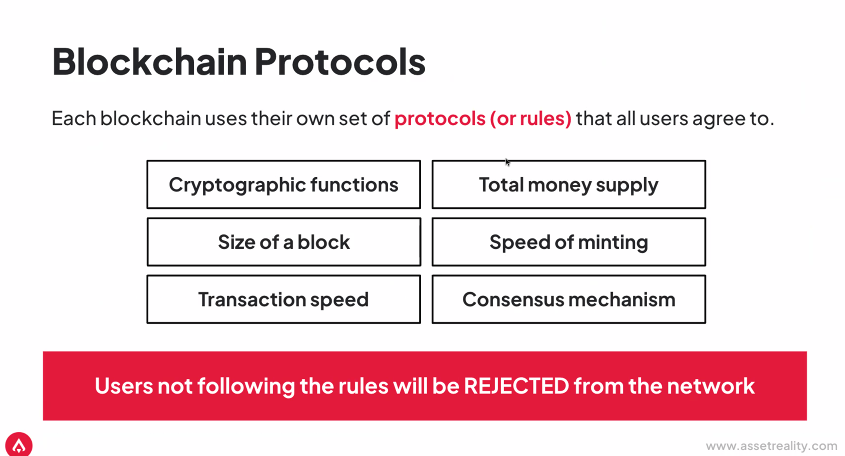 Blockchain Protocols
Each blockchain uses their own set of protocols (or rules) that all users agree to.
Cryptographic functions
Total money supply
Size of a block
Speed of minting
Transaction speed
Consensus mechanism
Users not following the rules will be REJECTED from the network
www.assetreality.com